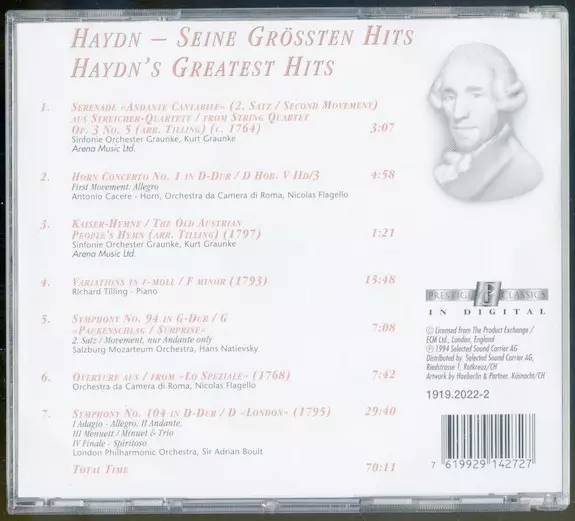 Haydn – Seine Grössten Hits
Haydn's Greatest Hits
1. Serenade «Andante Cantabile» (2. Satz / Second Movement)
aus Streicher-Quartett / from String Quartet
Op. 3 No. 5 (arr. Tilling) (c. 1764) 3:07
Sinfonie Orchester Graunke, Kurt Graunke
Arena Music Ltd.
2. Horn Concerto No. 1 in D-Dur / D Hob. V IId/3 4:58
First Movement: Allegro
Antonio Cacere - Horn, Orchestra da Camera di Roma, Nicolas Flagello
3. Kaiser-Hymne / The Old Austrian
People's Hymn (arr. Tilling) (1797) 1:21
Sinfonie Orchester Graunke, Kurt Graunke
Arena Music Ltd.
4. Variations in f-moll / F minor (1793) 15:48
Richard Tilling - Piano
5. Symphony No. 94 in G-Dur / G
«Paukenschlag / Surprise» 7:08
2. Satz / Movement, nur Andante only
Salzburg Mozarteum Orchestra, Hans Natievsky
6. Overture aus / from «Lo Speziale» (1768) 7:42
Orchestra da Camera di Roma, Nicolas Flagello
7. Symphony No. 104 in D-Dur / D «London» (1795) 29:40
I Adagio - Allegro, II Andante,
III Menuett / Minuet & Trio
IV Finale - Spiritoso
London Philharmonic Orchestra, Sir Adrian Boult
Total Time 70:11
Prestige Classics
in Digital
© Licensed from The Product Exchange /
ECM Ltd., London, England
℗ 1994 Selected Sound Carrier AG
Distributed by Selected Sound Carrier AG,
Riedstrasse 1, Rotkreuz/CH
Artwork by Haeberlin & Partner, Küsnacht/CH
1919.2022-2
7 619929 142727